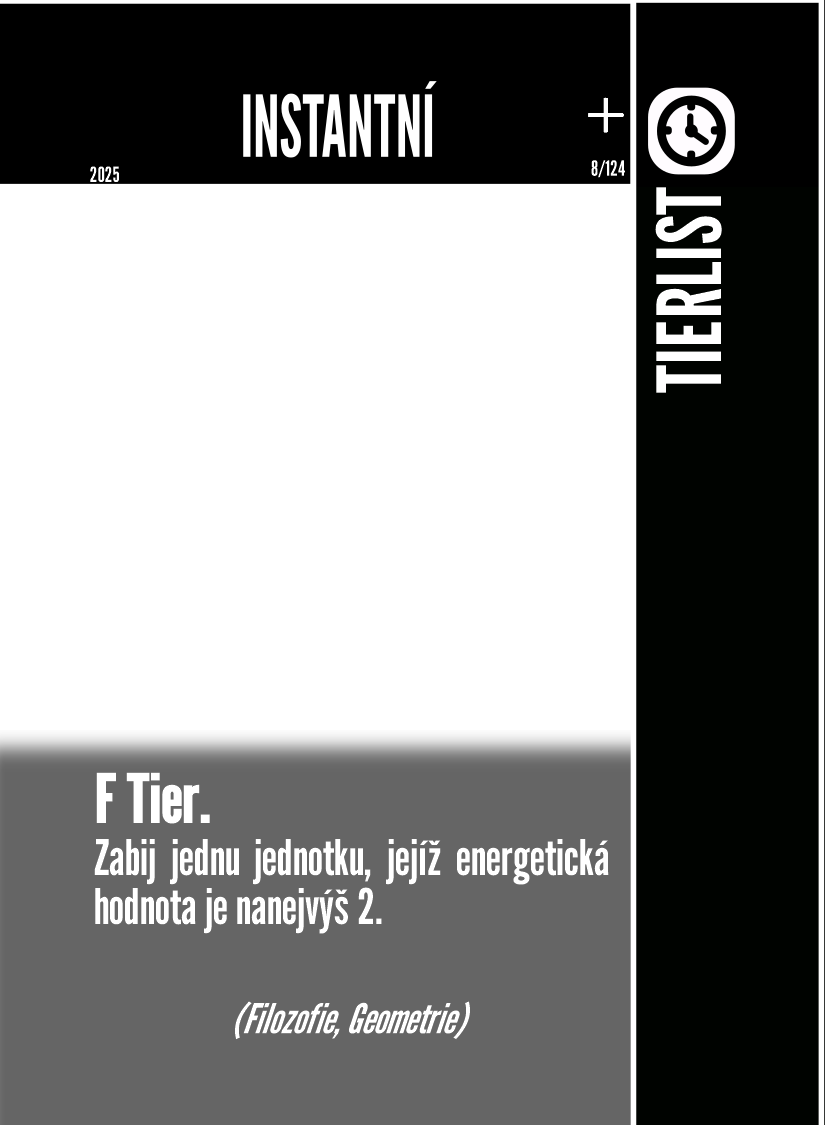 INSTANTNÍ
+
2025
8/124
TIERLIST
F Tier.
Zabij jednu jednotku, jejíž energetická
hodnota je nanejvýš 2.
(Filozofie, Geometrie)